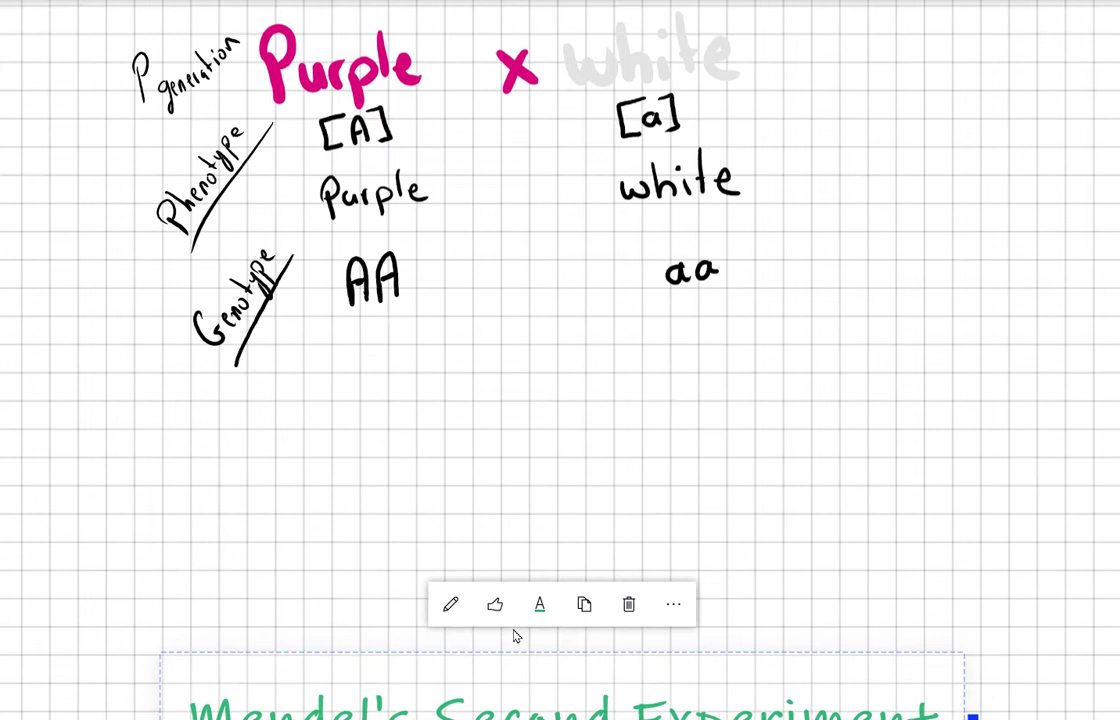 P generation Purple x white
Phenotype [A] [a]
Purple white
Genotype AA aa
A
Mendel's Second Experiment